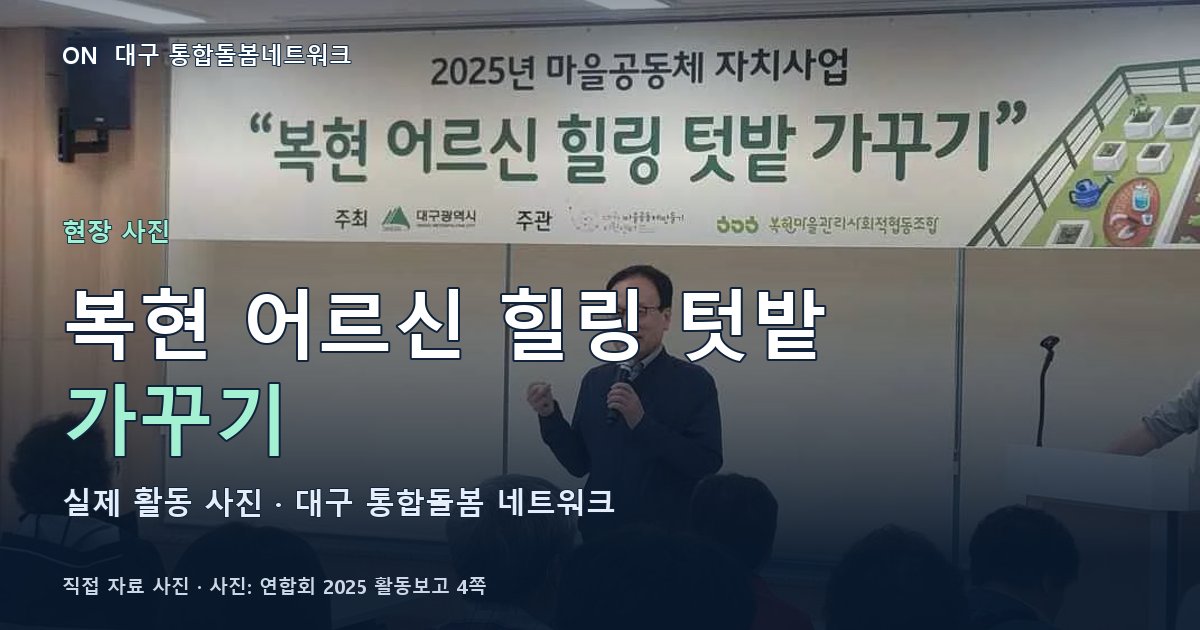 ON 대구 통합돌봄네트워크
2025년 마을공동체 자치사업
“복현 어르신 힐링 텃밭 가꾸기”
주최 대구광역시 주관 복현마을관리사회적협동조합
현장 사진
복현 어르신 힐링 텃밭
가꾸기
실제 활동 사진 · 대구 통합돌봄 네트워크
직접 자료 사진 · 사진: 연합회 2025 활동보고 4쪽